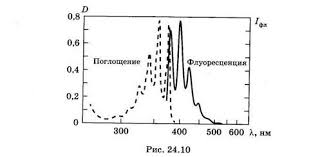 D
I фл
0,8
0,6
0,4
0,2
0
Поглощение
Флуоресценция
300
400
500
600 λ, нм
Рис. 24.10